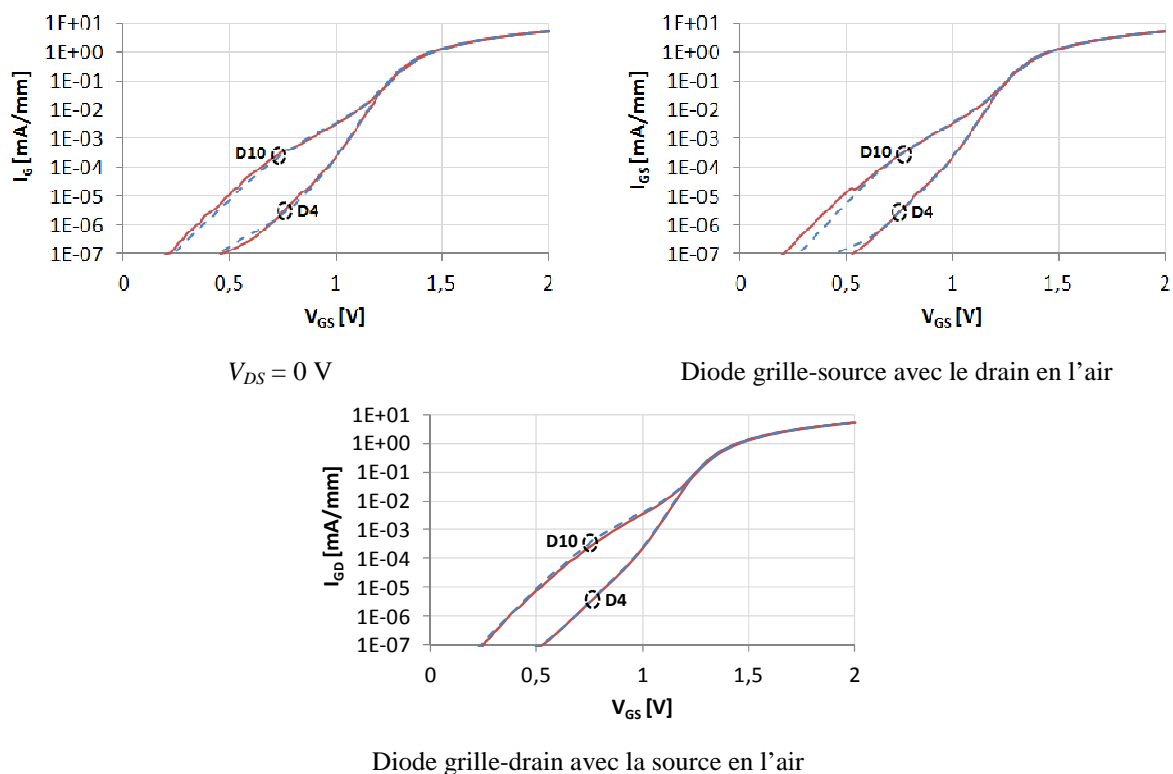 1E+01
1E+00
1E-01
1E-02
1E-03
1E-04
1E-05
1E-06
1E-07
I_G [mA/mm]
D10
D4
0 0,5 1 1,5 2
V_GS [V]
V_DS = 0 V
1E+01
1E+00
1E-01
1E-02
1E-03
1E-04
1E-05
1E-06
1E-07
I_GS [mA/mm]
D10
D4
0 0,5 1 1,5 2
V_GS [V]
Diode grille-source avec le drain en l’air
1E+01
1E+00
1E-01
1E-02
1E-03
1E-04
1E-05
1E-06
1E-07
I_GD [mA/mm]
D10
D4
0 0,5 1 1,5 2
V_GS [V]
Diode grille-drain avec la source en l’air